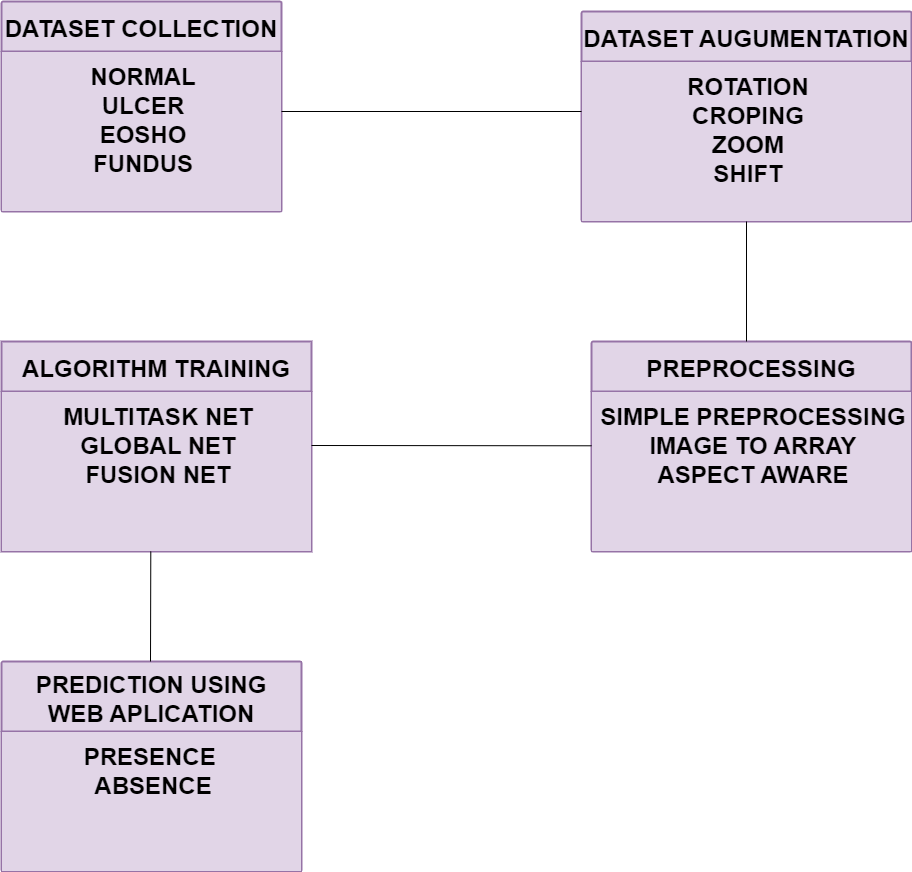 DATASET COLLECTION
NORMAL
ULCER
EOSHO
FUNDUS
DATASET AUGUMENTATION
ROTATION
CROPING
ZOOM
SHIFT
ALGORITHM TRAINING
MULTITASK NET
GLOBAL NET
FUSION NET
PREPROCESSING
SIMPLE PREPROCESSING
IMAGE TO ARRAY
ASPECT AWARE
PREDICTION USING
WEB APLICATION
PRESENCE
ABSENCE